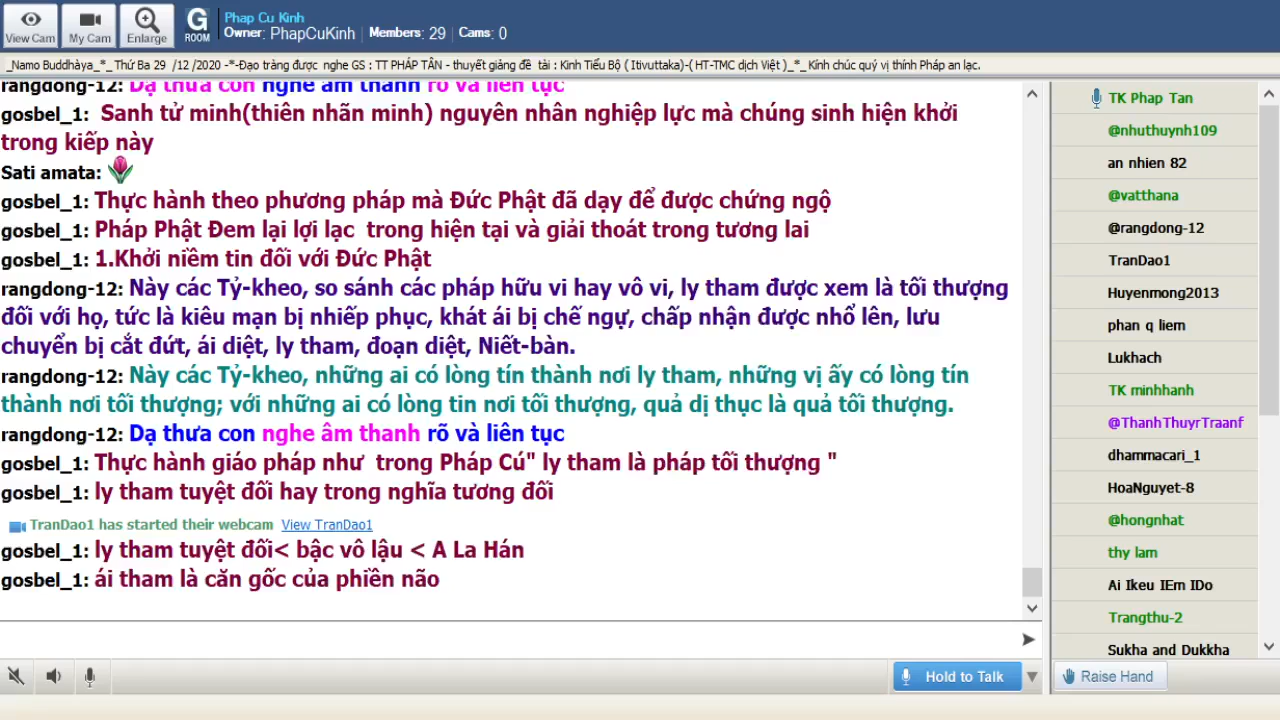 View Cam
My Cam
Enlarge
G
ROOM
Phap Cu Kinh
Owner: PhapCuKinh Members: 29 Cams: 0
_Namo Buddhàya_*_ Thứ Ba 29 /12 /2020 -*-Đạo tràng được nghe GS : TT PHÁP TÂN - thuyết giảng đề tài : Kinh Tiểu Bộ ( Itivuttaka)-( HT-TMC dịch Việt )_*_ Kính chúc quý vị thính Pháp an lạc.
rangdong-12: Dạ thưa con nghe âm thanh rõ và liên tục
gosbel_1: Sanh tử minh(thiên nhãn minh) nguyên nhân nghiệp lực mà chúng sinh hiện khởi
trong kiếp này
Sati amata:
gosbel_1: Thực hành theo phương pháp mà Đức Phật đã dạy để được chứng ngộ
gosbel_1: Pháp Phật Đem lại lợi lạc trong hiện tại và giải thoát trong tương lai
gosbel_1: 1.Khởi niềm tin đối với Đức Phật
rangdong-12: Này các Tỷ-kheo, so sánh các pháp hữu vi hay vô vi, ly tham được xem là tối thượng
đối với họ, tức là kiêu mạn bị nhiếp phục, khát ái bị chế ngự, chấp nhận được nhổ lên, lưu
chuyển bị cắt đứt, ái diệt, ly tham, đoạn diệt, Niết-bàn.
rangdong-12: Này các Tỷ-kheo, những ai có lòng tín thành nơi ly tham, những vị ấy có lòng tín
thành nơi tối thượng; với những ai có lòng tin nơi tối thượng, quả dị thục là quả tối thượng.
rangdong-12: Dạ thưa con nghe âm thanh rõ và liên tục
gosbel_1: Thực hành giáo pháp như trong Pháp Cú" ly tham là pháp tối thượng "
gosbel_1: ly tham tuyệt đối hay trong nghĩa tương đối
TranDao1 has started their webcam View TranDao1
gosbel_1: ly tham tuyệt đối< bậc vô lậu < A La Hán
gosbel_1: ái tham là căn gốc của phiền não
Hold to Talk
TK Phap Tan
@nhuthuynh109
an nhien 82
@vatthana
@rangdong-12
TranDao1
Huyenmong2013
phan q liem
Lukhach
TK minhhanh
@ThanhThuyrTraanf
dhammacari_1
HoaNguyet-8
@hongnhat
thy lam
Ai Ikeu IEm IDo
Trangthu-2
Sukha and Dukkha
Raise Hand